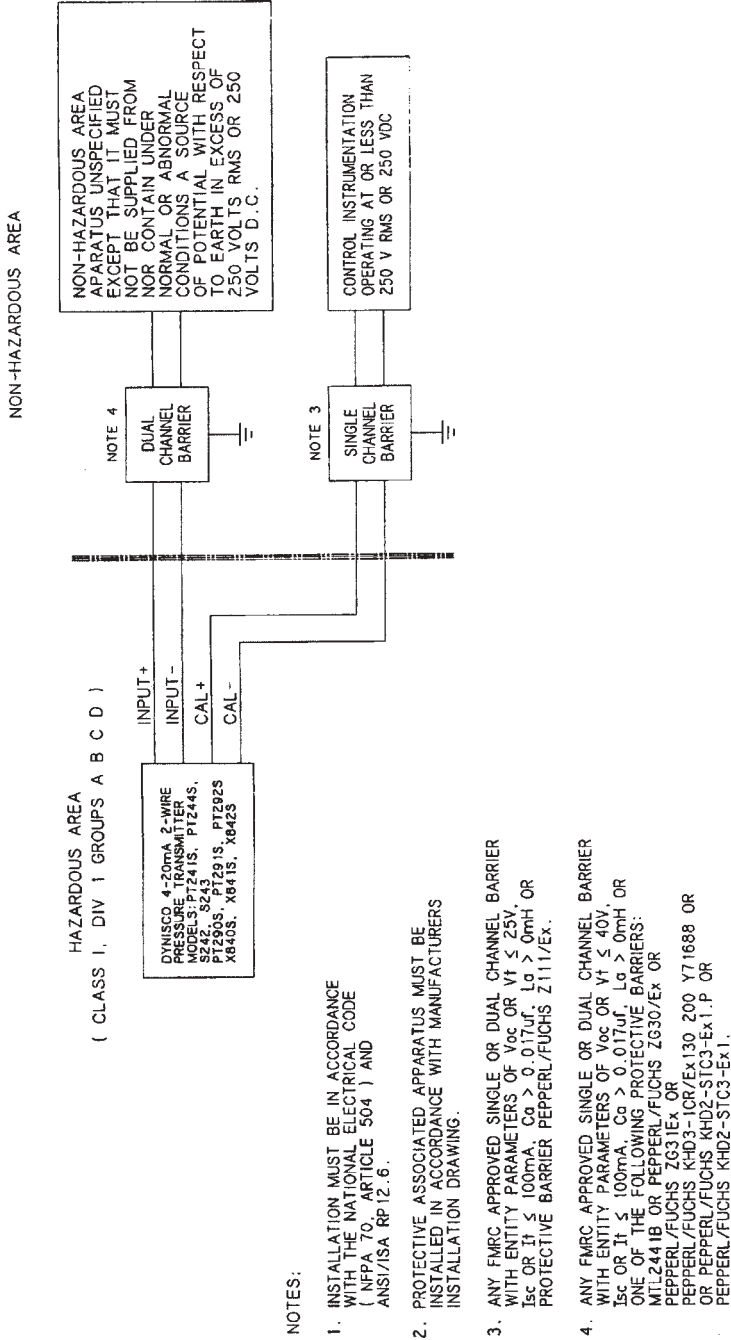 NON-HAZARDOUS AREA
HAZARDOUS AREA
( CLASS I, DIV 1 GROUPS A B C D )
DYNISCO 4-20mA 2-WIRE
PRESSURE TRANSMITTER
MODELS:PT241S, PT244S,
S242, S243
PT290S, PT291S, PT292S
X840S, X841S, X842S
INPUT+
INPUT-
CAL+
CAL-
NOTE 4
DUAL
CHANNEL
BARRIER
NON-HAZARDOUS AREA
APARATUS UNSPECIFIED
EXCEPT THAT IT MUST
NOT BE SUPPLIED FROM
NOR CONTAIN UNDER
NORMAL OR ABNORMAL
CONDITIONS A SOURCE
OF POTENTIAL WITH RESPECT
TO EARTH IN EXCESS OF
250 VOLTS RMS OR 250
VOLTS D.C.
NOTE 3
SINGLE
CHANNEL
BARRIER
CONTROL INSTRUMENTATION
OPERATING AT OR LESS THAN
250 V RMS OR 250 VDC
NOTES:
1. INSTALLATION MUST BE IN ACCORDANCE
WITH THE NATIONAL ELECTRICAL CODE
( NFPA 70, ARTICLE 504 ) AND
ANSI/ISA RP12.6.
2. PROTECTIVE ASSOCIATED APPARATUS MUST BE
INSTALLED IN ACCORDANCE WITH MANUFACTURERS
INSTALLATION DRAWING.
3. ANY FMRC APPROVED SINGLE OR DUAL CHANNEL BARRIER
WITH ENTITY PARAMETERS OF Voc OR Vt ≤ 25V,
Isc OR It ≤ 100mA, Ca > 0.017uf, La > 0mH OR
PROTECTIVE BARRIER PEPPERL/FUCHS Z111/Ex.
4. ANY FMRC APPROVED SINGLE OR DUAL CHANNEL BARRIER
WITH ENTITY PARAMETERS OF Voc OR Vt ≤ 40V,
Isc OR It ≤ 100mA, Ca > 0.017uf, La > 0mH OR
ONE OF THE FOLLOWING PROTECTIVE BARRIERS:
MTL2441B OR PEPPERL/FUCHS ZG30/Ex OR
PEPPERL/FUCHS ZG31Ex OR
PEPPERL/FUCHS KHD3-1CR/Ex130 200 Y71688 OR
OR PEPPERL/FUCHS KHD2-STC3-Ex1.P OR
PEPPERL/FUCHS KHD2-STC3-Ex1.